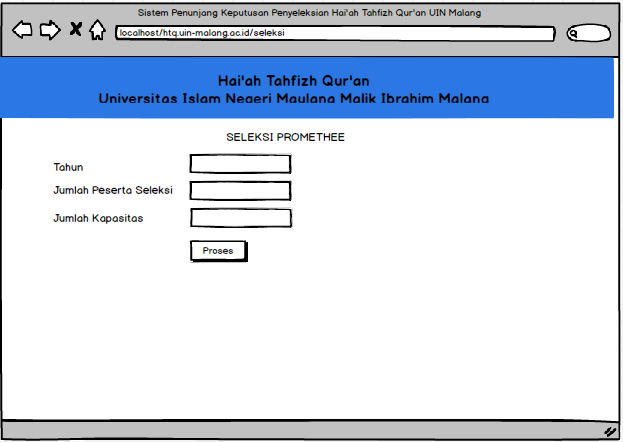 Sistem Penunjang Keputusan Penyeleksian Hai'ah Tahfizh Qur'an UIN Malang
localhost/htq.uin-malang.ac.id/seleksi
Hai'ah Tahfizh Qur'an
Universitas Islam Negeri Maulana Malik Ibrahim Malang
SELEKSI PROMETHEE
Tahun
Jumlah Peserta Seleksi
Jumlah Kapasitas
Proses